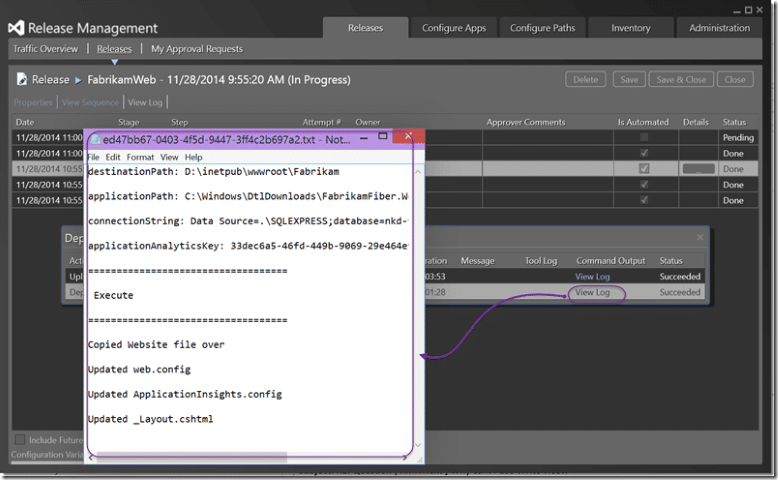 Release Management
Releases
Configure Apps
Configure Paths
Inventory
Administration
Traffic Overview
Releases
My Approval Requests
Release ▸ FabrikamWeb - 11/28/2014 9:55:20 AM (In Progress)
Delete
Save
Save & Close
Close
Properties
View Sequence
View Log
Date
Stage
Step
Attempt #
Owner
Approver Comments
Is Automated
Details
Status
11/28/2014 11:00
Pending
11/28/2014 11:00
Done
11/28/2014 10:55
...
Done
11/28/2014 10:55
Done
11/28/2014 10:55
Done
ed47bb67-0403-4f5d-9447-3ff4c2b697a2.txt - Not...
File Edit Format View Help
destinationPath: D:\inetpub\wwwroot\Fabrikam
applicationPath: C:\Windows\DtlDownloads\FabrikamFiber.W
connectionString: Data Source=.\SQLEXPRESS;database=nkd-
applicationAnalyticsKey: 33dec6a5-46fd-449b-9069-29e464e
==================================
Execute
==================================
Copied Website file over
Updated web.config
Updated ApplicationInsights.config
Updated _Layout.cshtml
Dep
Acti
ration
Message
Tool Log
Command Output
Status
Upl
03:53
View Log
Succeeded
Dep
01:28
View Log
Succeeded
Include Future
Configuration Varia